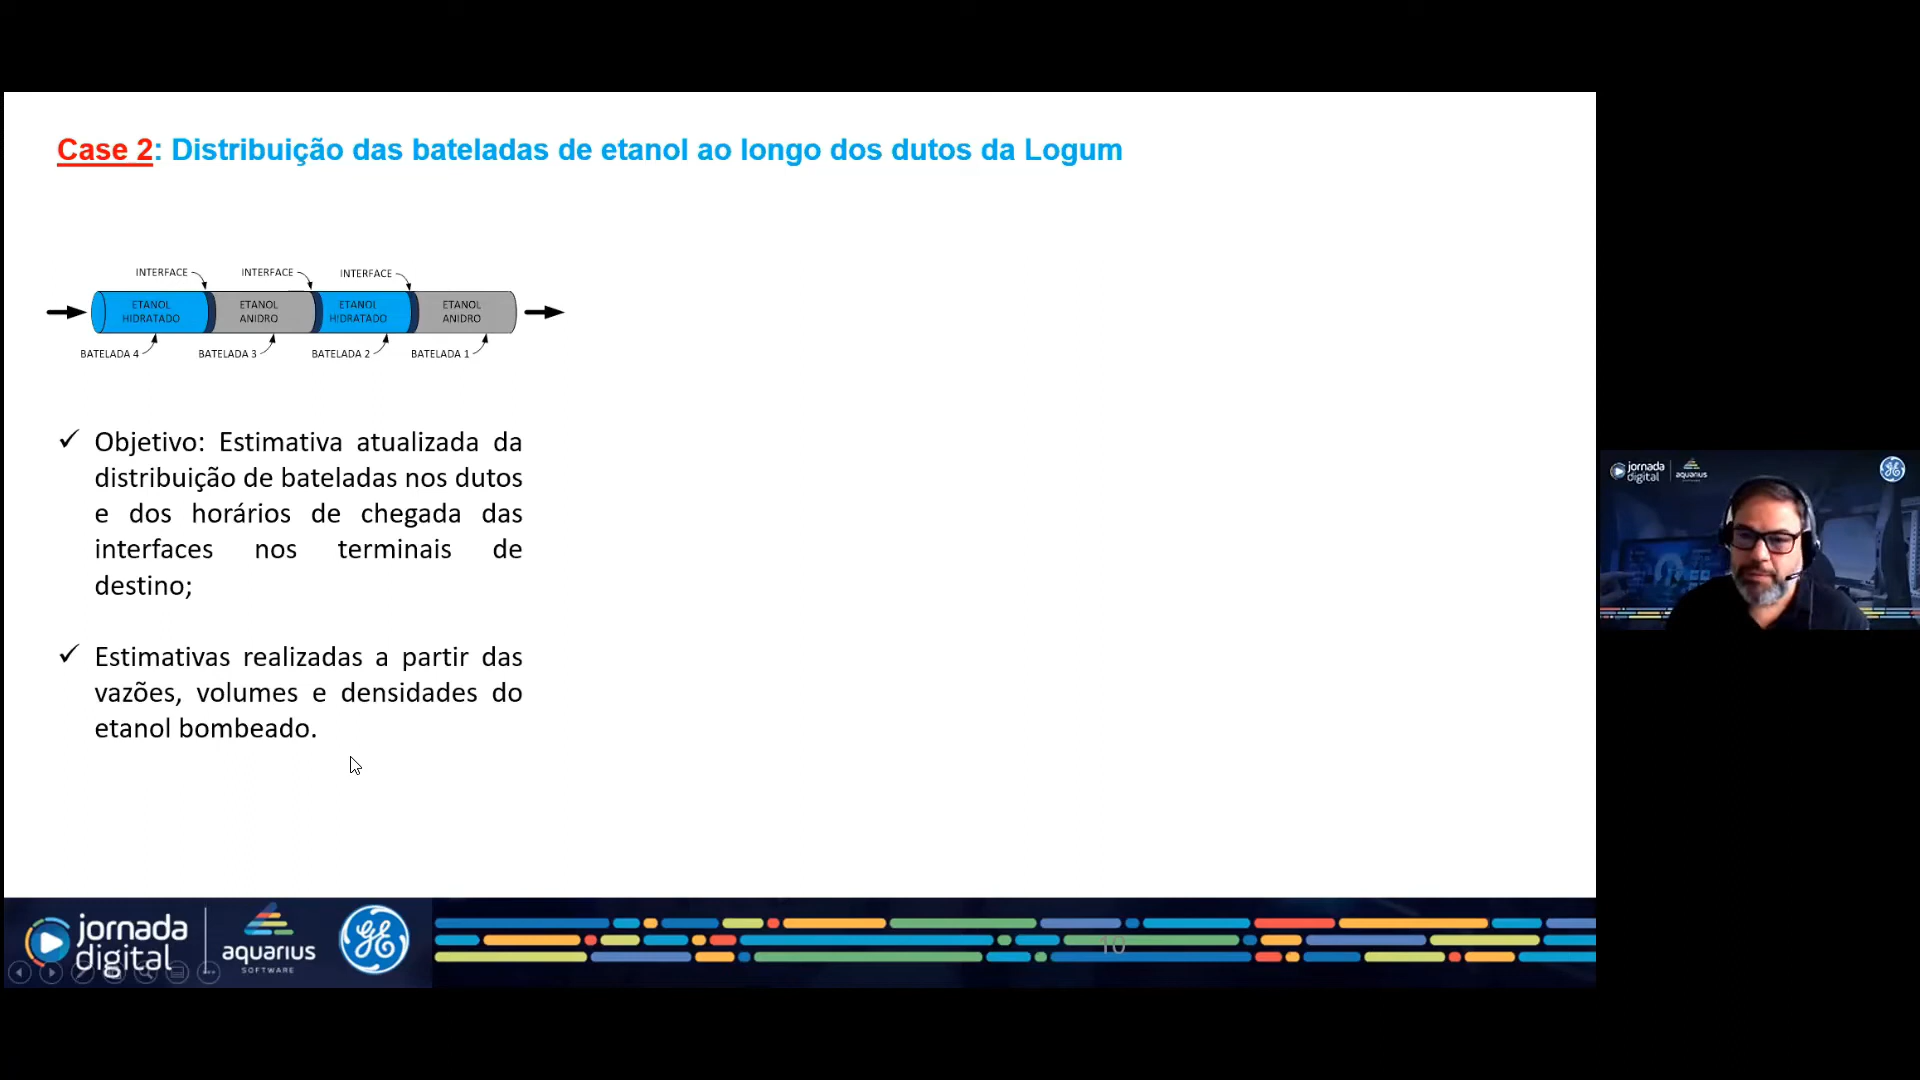 Case 2: Distribuição das bateladas de etanol ao longo dos dutos da Logum
INTERFACE INTERFACE INTERFACE
ETANOL HIDRATADO
ETANOL ANIDRO
ETANOL HIDRATADO
ETANOL ANIDRO
BATELADA 4 BATELADA 3 BATELADA 2 BATELADA 1
✓ Objetivo: Estimativa atualizada da
distribuição de bateladas nos dutos
e dos horários de chegada das
interfaces nos terminais de
destino;
✓ Estimativas realizadas a partir das
vazões, volumes e densidades do
etanol bombeado.
jornada
digital
aquarius
SOFTWARE
GE
10
jornada
digital
aquarius
GE